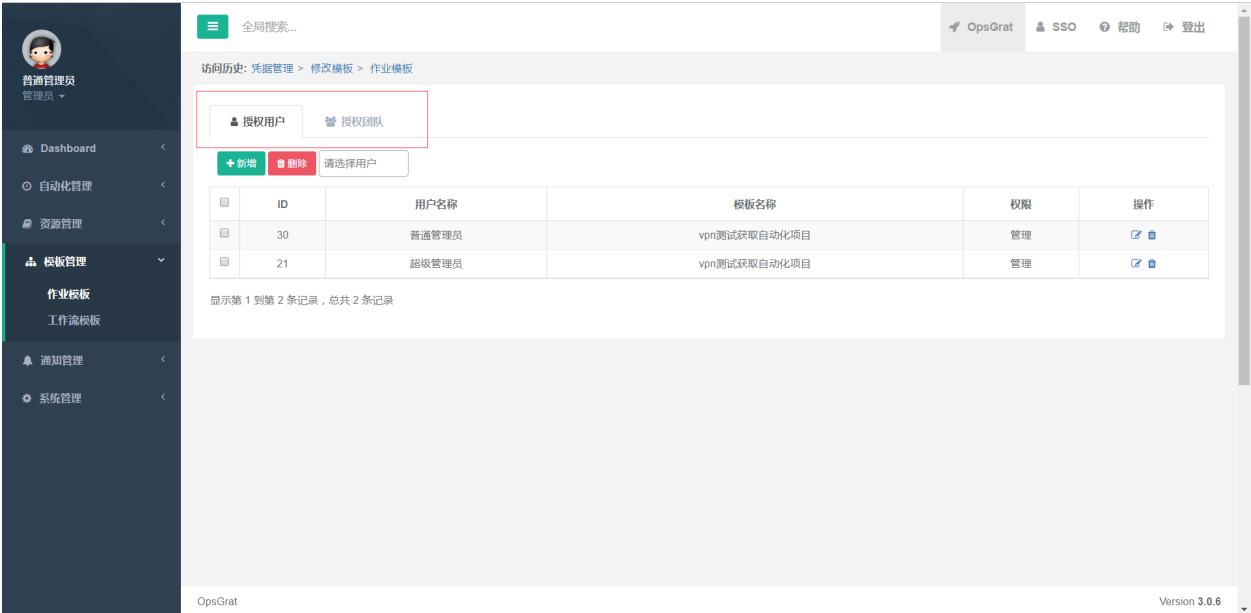 普通管理员
管理员
Dashboard
自动化管理
资源管理
模板管理
作业模板
工作流模板
通知管理
系统管理
全局搜索...
OpsGrat SSO 帮助 登出
访问历史: 凭据管理 > 修改模板 > 作业模板
授权用户 授权团队
新增 删除 请选择用户
ID 用户名称 模板名称 权限 操作
30 普通管理员 vpn测试获取自动化项目 管理
21 超级管理员 vpn测试获取自动化项目 管理
显示第 1 到第 2 条记录，总共 2 条记录
OpsGrat Version 3.0.6